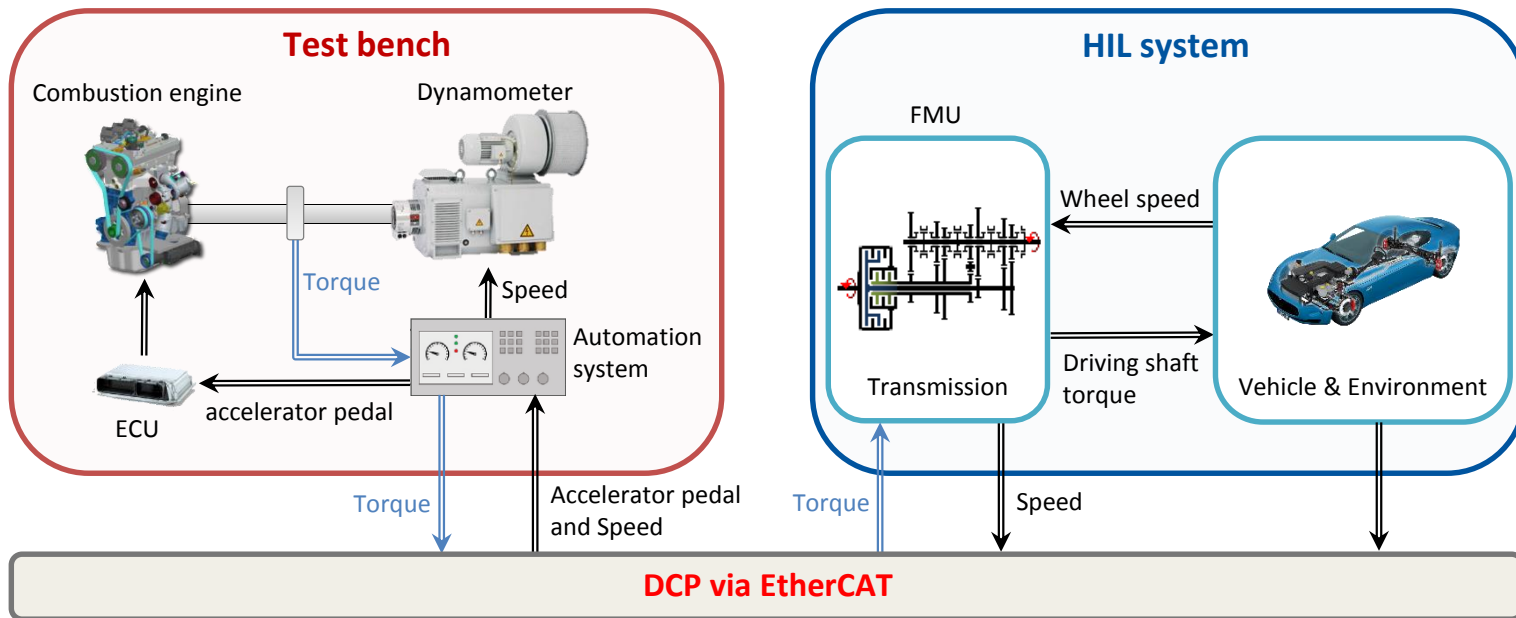 Test bench
HIL system
Combustion engine
Dynamometer
FMU
Wheel speed
Torque
Speed
Automation
system
accelerator pedal
ECU
Transmission
Driving shaft
torque
Vehicle & Environment
Torque
Accelerator pedal
and Speed
Torque
Speed
DCP via EtherCAT